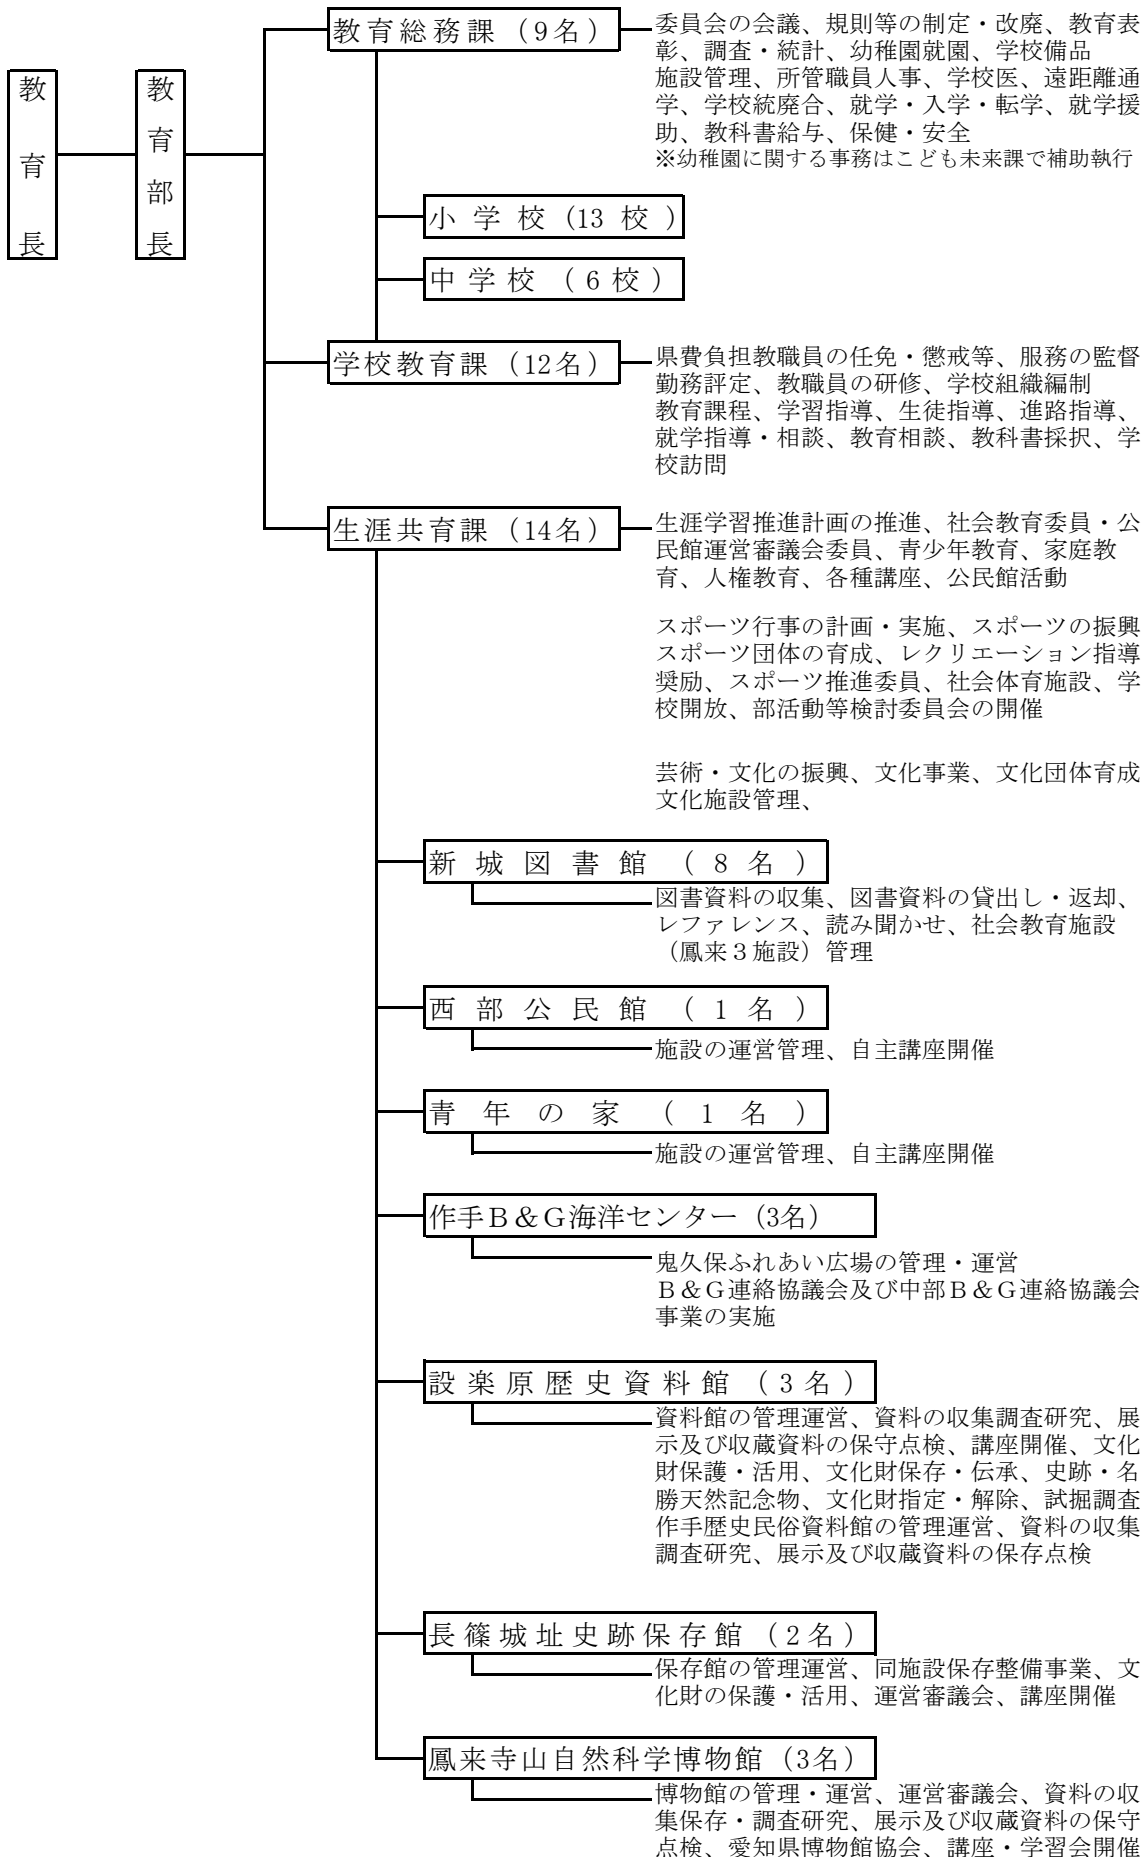 教育長
教育部長
教育総務課（9名）
委員会の会議、規則等の制定・改廃、教育表
彰、調査・統計、幼稚園就園、学校備品
施設管理、所管職員人事、学校医、遠距離通
学、学校統廃合、就学・入学・転学、就学援
助、教科書給与、保健・安全
※幼稚園に関する事務はこども未来課で補助執行
小学校（13校）
中学校（6校）
学校教育課（12名）
県費負担教職員の任免・懲戒等、服務の監督
勤務評定、教職員の研修、学校組織編制
教育課程、学習指導、生徒指導、進路指導、
就学指導・相談、教育相談、教科書採択、学
校訪問
生涯共育課（14名）
生涯学習推進計画の推進、社会教育委員・公
民館運営審議会委員、青少年教育、家庭教
育、人権教育、各種講座、公民館活動
スポーツ行事の計画・実施、スポーツの振興
スポーツ団体の育成、レクリエーション指導
奨励、スポーツ推進委員、社会体育施設、学
校開放、部活動等検討委員会の開催
芸術・文化の振興、文化事業、文化団体育成
文化施設管理、
新城図書館（8名）
図書資料の収集、図書資料の貸出し・返却、
レファレンス、読み聞かせ、社会教育施設
（鳳来３施設）管理
西部公民館（1名）
施設の運営管理、自主講座開催
青年の家（1名）
施設の運営管理、自主講座開催
作手Ｂ＆Ｇ海洋センター（3名）
鬼久保ふれあい広場の管理・運営
Ｂ＆Ｇ連絡協議会及び中部Ｂ＆Ｇ連絡協議会
事業の実施
設楽原歴史資料館（3名）
資料館の管理運営、資料の収集調査研究、展
示及び収蔵資料の保守点検、講座開催、文化
財保護・活用、文化財保存・伝承、史跡・名
勝天然記念物、文化財指定・解除、試掘調査
作手歴史民俗資料館の管理運営、資料の収集
調査研究、展示及び収蔵資料の保存点検
長篠城址史跡保存館（2名）
保存館の管理運営、同施設保存整備事業、文
化財の保護・活用、運営審議会、講座開催
鳳来寺山自然科学博物館（3名）
博物館の管理・運営、運営審議会、資料の収
集保存・調査研究、展示及び収蔵資料の保守
点検、愛知県博物館協会、講座・学習会開催